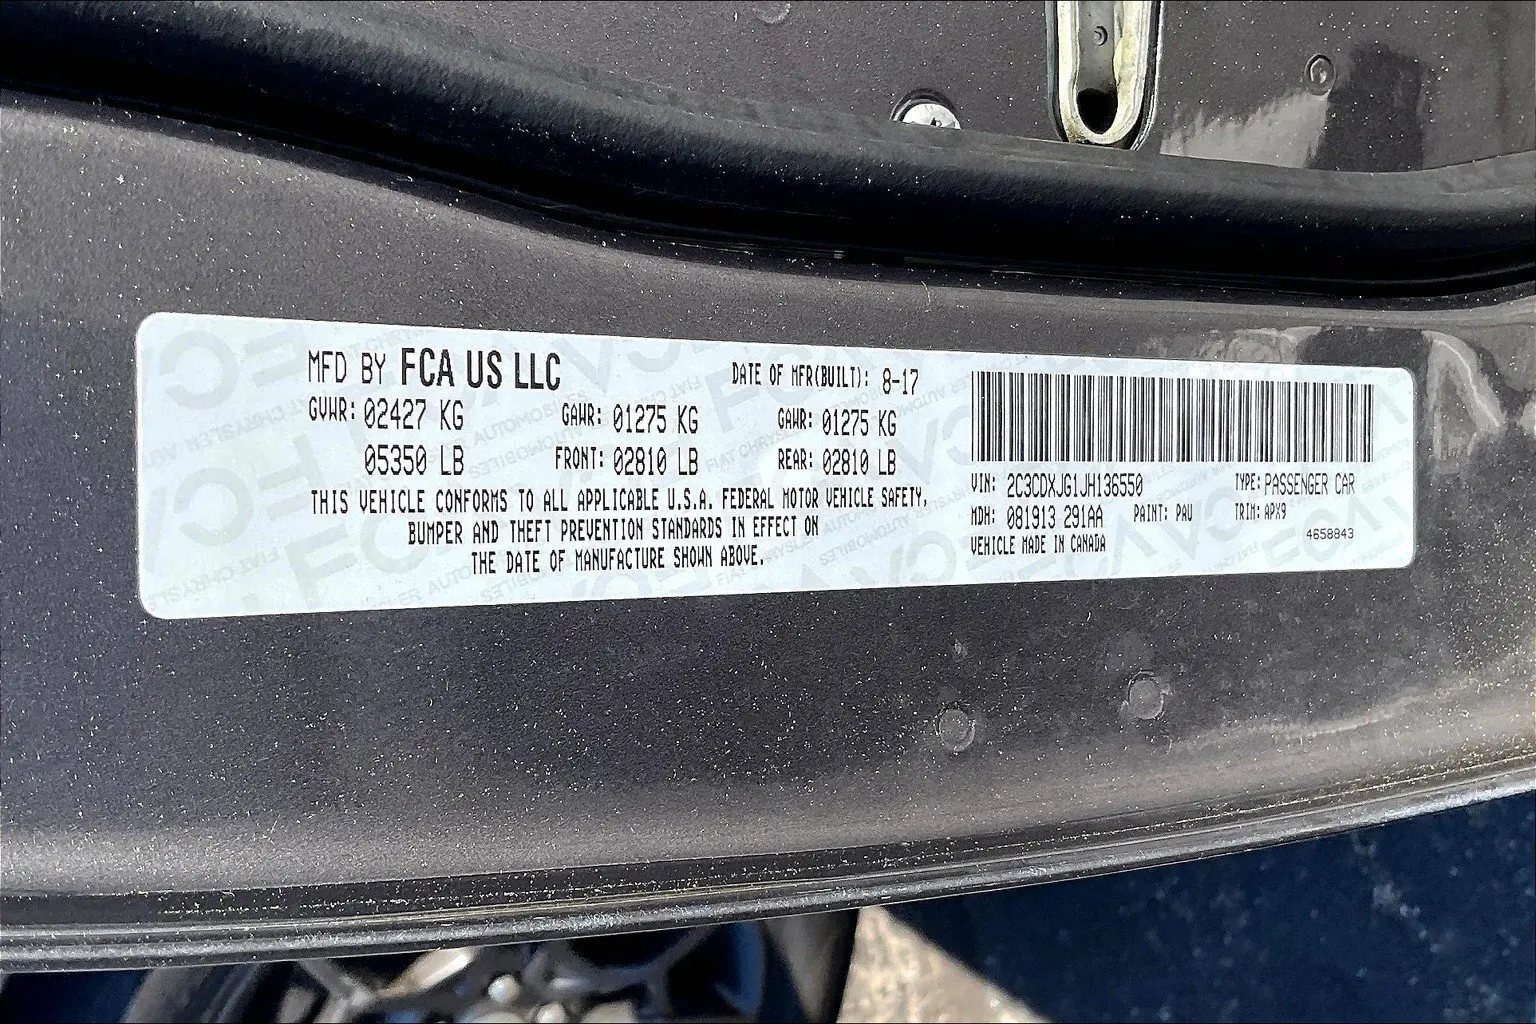 MFD BY FCA US LLC DATE OF MFR(BUILT): 8-17
GVWR: 02427 KG GAWR: 01275 KG GAWR: 01275 KG
05350 LB FRONT: 02810 LB REAR: 02810 LB
THIS VEHICLE CONFORMS TO ALL APPLICABLE U.S.A. FEDERAL MOTOR VEHICLE SAFETY,
BUMPER AND THEFT PREVENTION STANDARDS IN EFFECT ON
THE DATE OF MANUFACTURE SHOWN ABOVE.
VIN: 2C3CDXJG1JH136550 TYPE: PASSENGER CAR
MDH: 081913 291AA PAINT: PAU TRIM: APX9
VEHICLE MADE IN CANADA 4658843